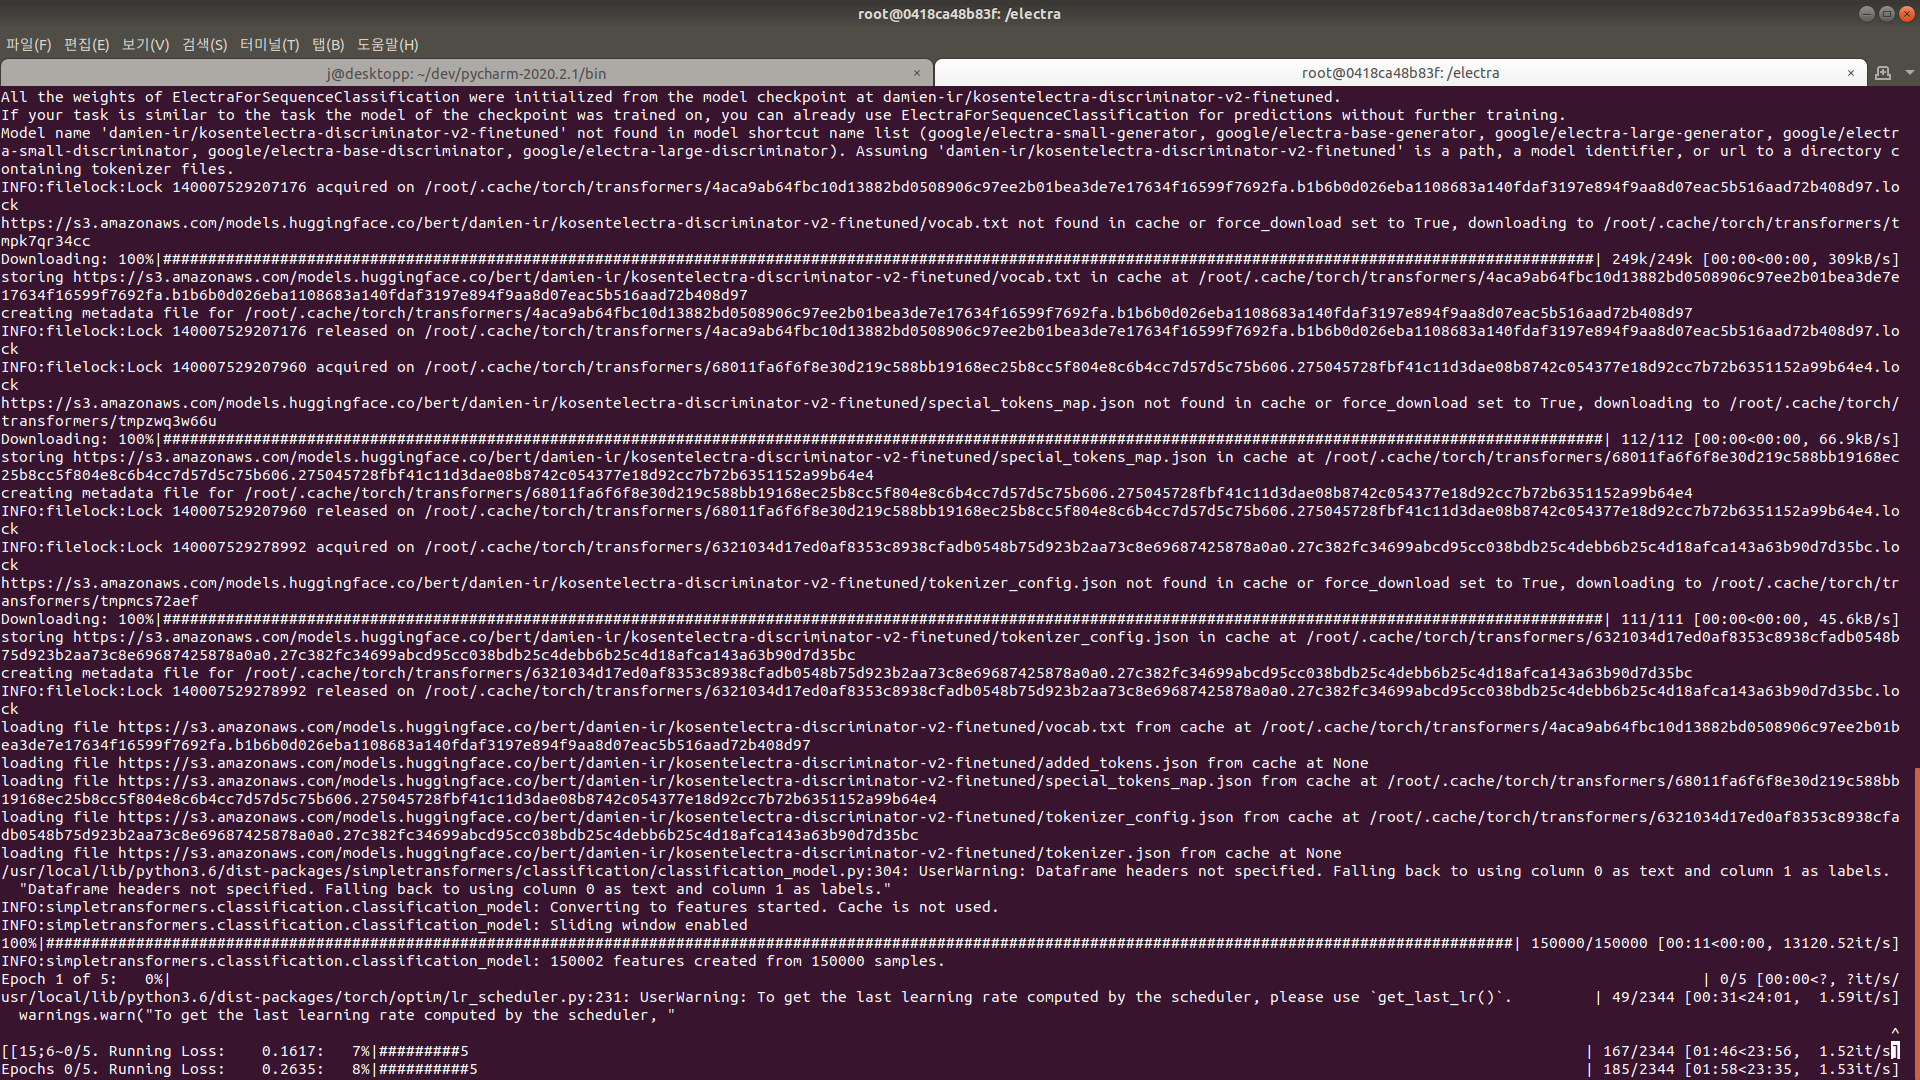 root@0418ca48b83f: /electra
파일(F) 편집(E) 보기(V) 검색(S) 터미널(T) 탭(B) 도움말(H)
j@desktopp: ~/dev/pycharm-2020.2.1/bin × root@0418ca48b83f: /electra ×
All the weights of ElectraForSequenceClassification were initialized from the model checkpoint at damien-ir/kosentelectra-discriminator-v2-finetuned.
If your task is similar to the task the model of the checkpoint was trained on, you can already use ElectraForSequenceClassification for predictions without further training.
Model name 'damien-ir/kosentelectra-discriminator-v2-finetuned' not found in model shortcut name list (google/electra-small-generator, google/electra-base-generator, google/electra-large-generator, google/electr
a-small-discriminator, google/electra-base-discriminator, google/electra-large-discriminator). Assuming 'damien-ir/kosentelectra-discriminator-v2-finetuned' is a path, a model identifier, or url to a directory c
ontaining tokenizer files.
INFO:filelock:Lock 140007529207176 acquired on /root/.cache/torch/transformers/4aca9ab64fbc10d13882bd0508906c97ee2b01bea3de7e17634f16599f7692fa.b1b6b0d026eba1108683a140fdaf3197e894f9aa8d07eac5b516aad72b408d97.lo
ck
https://s3.amazonaws.com/models.huggingface.co/bert/damien-ir/kosentelectra-discriminator-v2-finetuned/vocab.txt not found in cache or force_download set to True, downloading to /root/.cache/torch/transformers/t
mpk7qr34cc
Downloading: 100%|###############################################################################################################################################################| 249k/249k [00:00<00:00, 309kB/s]
storing https://s3.amazonaws.com/models.huggingface.co/bert/damien-ir/kosentelectra-discriminator-v2-finetuned/vocab.txt in cache at /root/.cache/torch/transformers/4aca9ab64fbc10d13882bd0508906c97ee2b01bea3de7e
17634f16599f7692fa.b1b6b0d026eba1108683a140fdaf3197e894f9aa8d07eac5b516aad72b408d97
creating metadata file for /root/.cache/torch/transformers/4aca9ab64fbc10d13882bd0508906c97ee2b01bea3de7e17634f16599f7692fa.b1b6b0d026eba1108683a140fdaf3197e894f9aa8d07eac5b516aad72b408d97
INFO:filelock:Lock 140007529207176 released on /root/.cache/torch/transformers/4aca9ab64fbc10d13882bd0508906c97ee2b01bea3de7e17634f16599f7692fa.b1b6b0d026eba1108683a140fdaf3197e894f9aa8d07eac5b516aad72b408d97.lo
ck
INFO:filelock:Lock 140007529207960 acquired on /root/.cache/torch/transformers/68011fa6f6f8e30d219c588bb19168ec25b8cc5f804e8c6b4cc7d57d5c75b606.275045728fbf41c11d3dae08b8742c054377e18d92cc7b72b6351152a99b64e4.lo
ck
https://s3.amazonaws.com/models.huggingface.co/bert/damien-ir/kosentelectra-discriminator-v2-finetuned/special_tokens_map.json not found in cache or force_download set to True, downloading to /root/.cache/torch/
transformers/tmpzwq3w66u
Downloading: 100%|################################################################################################################################################################| 112/112 [00:00<00:00, 66.9kB/s]
storing https://s3.amazonaws.com/models.huggingface.co/bert/damien-ir/kosentelectra-discriminator-v2-finetuned/special_tokens_map.json in cache at /root/.cache/torch/transformers/68011fa6f6f8e30d219c588bb19168ec
25b8cc5f804e8c6b4cc7d57d5c75b606.275045728fbf41c11d3dae08b8742c054377e18d92cc7b72b6351152a99b64e4
creating metadata file for /root/.cache/torch/transformers/68011fa6f6f8e30d219c588bb19168ec25b8cc5f804e8c6b4cc7d57d5c75b606.275045728fbf41c11d3dae08b8742c054377e18d92cc7b72b6351152a99b64e4
INFO:filelock:Lock 140007529207960 released on /root/.cache/torch/transformers/68011fa6f6f8e30d219c588bb19168ec25b8cc5f804e8c6b4cc7d57d5c75b606.275045728fbf41c11d3dae08b8742c054377e18d92cc7b72b6351152a99b64e4.lo
ck
INFO:filelock:Lock 140007529278992 acquired on /root/.cache/torch/transformers/6321034d17ed0af8353c8938cfadb0548b75d923b2aa73c8e69687425878a0a0.27c382fc34699abcd95cc038bdb25c4debb6b25c4d18afca143a63b90d7d35bc.lo
ck
https://s3.amazonaws.com/models.huggingface.co/bert/damien-ir/kosentelectra-discriminator-v2-finetuned/tokenizer_config.json not found in cache or force_download set to True, downloading to /root/.cache/torch/tr
ansformers/tmpmcs72aef
Downloading: 100%|################################################################################################################################################################| 111/111 [00:00<00:00, 45.6kB/s]
storing https://s3.amazonaws.com/models.huggingface.co/bert/damien-ir/kosentelectra-discriminator-v2-finetuned/tokenizer_config.json in cache at /root/.cache/torch/transformers/6321034d17ed0af8353c8938cfadb0548b
75d923b2aa73c8e69687425878a0a0.27c382fc34699abcd95cc038bdb25c4debb6b25c4d18afca143a63b90d7d35bc
creating metadata file for /root/.cache/torch/transformers/6321034d17ed0af8353c8938cfadb0548b75d923b2aa73c8e69687425878a0a0.27c382fc34699abcd95cc038bdb25c4debb6b25c4d18afca143a63b90d7d35bc
INFO:filelock:Lock 140007529278992 released on /root/.cache/torch/transformers/6321034d17ed0af8353c8938cfadb0548b75d923b2aa73c8e69687425878a0a0.27c382fc34699abcd95cc038bdb25c4debb6b25c4d18afca143a63b90d7d35bc.lo
ck
loading file https://s3.amazonaws.com/models.huggingface.co/bert/damien-ir/kosentelectra-discriminator-v2-finetuned/vocab.txt from cache at /root/.cache/torch/transformers/4aca9ab64fbc10d13882bd0508906c97ee2b01b
ea3de7e17634f16599f7692fa.b1b6b0d026eba1108683a140fdaf3197e894f9aa8d07eac5b516aad72b408d97
loading file https://s3.amazonaws.com/models.huggingface.co/bert/damien-ir/kosentelectra-discriminator-v2-finetuned/added_tokens.json from cache at None
loading file https://s3.amazonaws.com/models.huggingface.co/bert/damien-ir/kosentelectra-discriminator-v2-finetuned/special_tokens_map.json from cache at /root/.cache/torch/transformers/68011fa6f6f8e30d219c588bb
19168ec25b8cc5f804e8c6b4cc7d57d5c75b606.275045728fbf41c11d3dae08b8742c054377e18d92cc7b72b6351152a99b64e4
loading file https://s3.amazonaws.com/models.huggingface.co/bert/damien-ir/kosentelectra-discriminator-v2-finetuned/tokenizer_config.json from cache at /root/.cache/torch/transformers/6321034d17ed0af8353c8938cfa
db0548b75d923b2aa73c8e69687425878a0a0.27c382fc34699abcd95cc038bdb25c4debb6b25c4d18afca143a63b90d7d35bc
loading file https://s3.amazonaws.com/models.huggingface.co/bert/damien-ir/kosentelectra-discriminator-v2-finetuned/tokenizer.json from cache at None
/usr/local/lib/python3.6/dist-packages/simpletransformers/classification/classification_model.py:304: UserWarning: Dataframe headers not specified. Falling back to using column 0 as text and column 1 as labels.
  "Dataframe headers not specified. Falling back to using column 0 as text and column 1 as labels."
INFO:simpletransformers.classification.classification_model: Converting to features started. Cache is not used.
INFO:simpletransformers.classification.classification_model: Sliding window enabled
100%|###################################################################################################################################################################| 150000/150000 [00:11<00:00, 13120.52it/s]
INFO:simpletransformers.classification.classification_model: 150002 features created from 150000 samples.
Epoch 1 of 5:   0%|                                                                                | 0/5 [00:00<?, ?it/s/
usr/local/lib/python3.6/dist-packages/torch/optim/lr_scheduler.py:231: UserWarning: To get the last learning rate computed by the scheduler, please use `get_last_lr()`.         | 49/2344 [00:31<24:01,  1.59it/s]
  warnings.warn("To get the last learning rate computed by the scheduler, "
^
[[15;6~0/5. Running Loss:    0.1617:   7%|#########5                              | 167/2344 [01:46<23:56,  1.52it/s]
Epochs 0/5. Running Loss:    0.2635:   8%|##########5                              | 185/2344 [01:58<23:35,  1.53it/s]